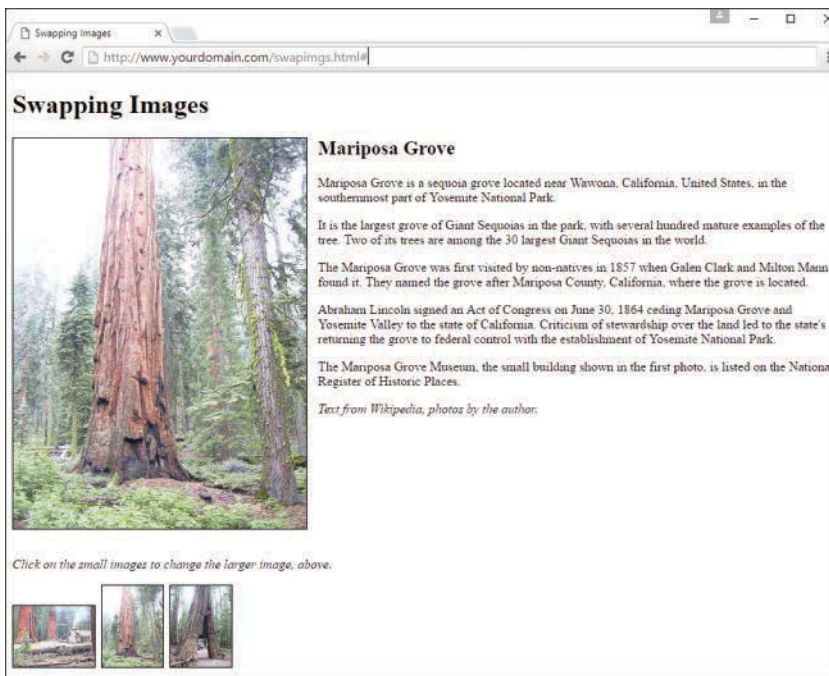 Swapping Images
http://www.yourdomain.com/swapimgs.html#
Swapping Images
Mariposa Grove
Mariposa Grove is a sequoia grove located near Wawona, California, United States, in the
southernmost part of Yosemite National Park.
It is the largest grove of Giant Sequoias in the park, with several hundred mature examples of the
tree. Two of its trees are among the 30 largest Giant Sequoias in the world.
The Mariposa Grove was first visited by non-natives in 1857 when Galen Clark and Milton Mann
found it. They named the grove after Mariposa County, California, where the grove is located.
Abraham Lincoln signed an Act of Congress on June 30, 1864 ceding Mariposa Grove and
Yosemite Valley to the state of California. Criticism of stewardship over the land led to the state's
returning the grove to federal control with the establishment of Yosemite National Park.
The Mariposa Grove Museum, the small building shown in the first photo, is listed on the Nationa
Register of Historic Places.
Text from Wikipedia, photos by the author.
Click on the small images to change the larger image, above.